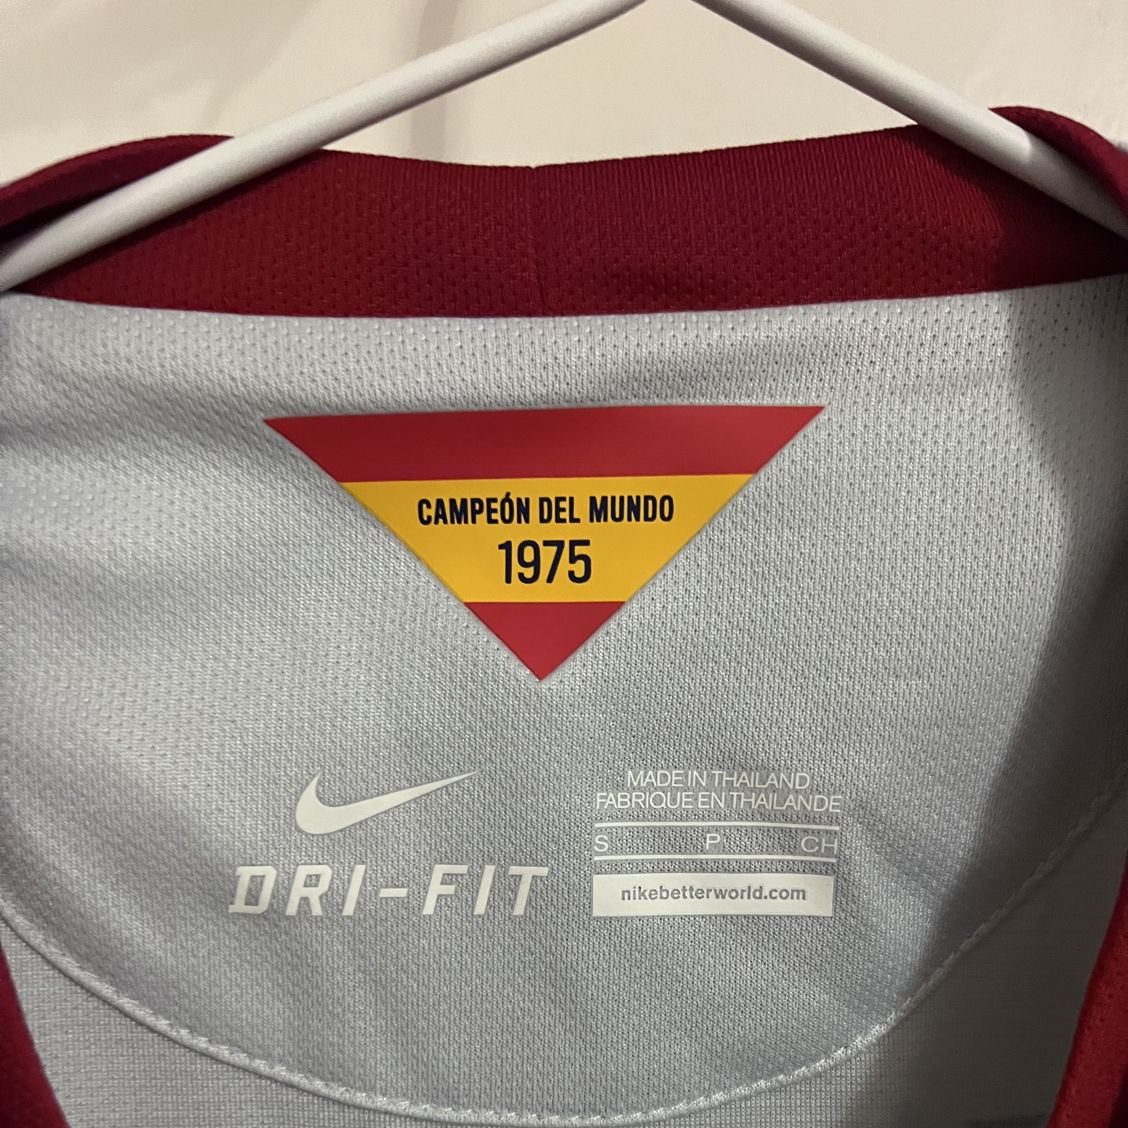 CAMPEÓN DEL MUNDO
1975
DRI-FIT
MADE IN THAILAND
FABRIQUE EN THAILANDE
S P CH
nikebetterworld.com